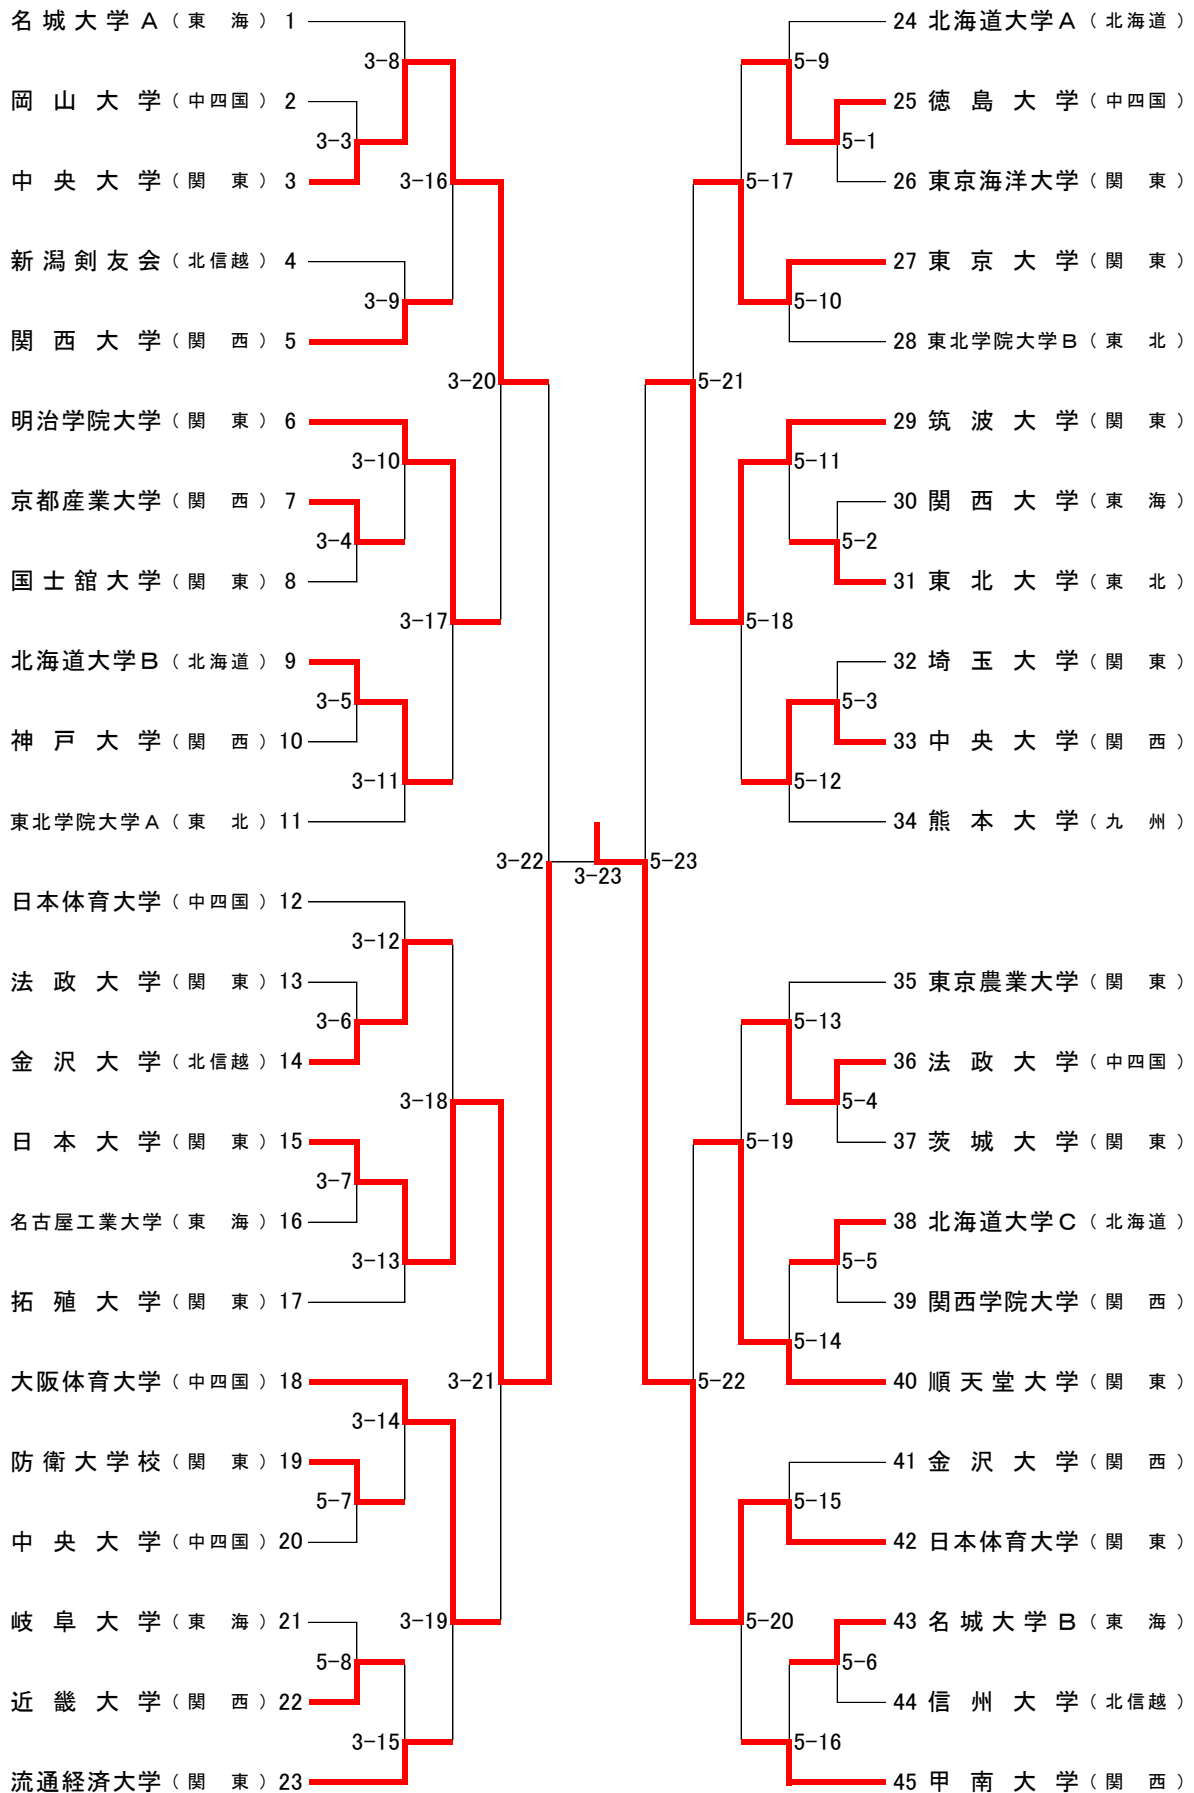 名城大学A（東 海） 1
3-8
岡山大学（中四国） 2
3-3
中央大学（関 東） 3
3-16
新潟剣友会（北信越） 4
3-9
関西大学（関 西） 5
3-20
明治学院大学（関 東） 6
3-10
京都産業大学（関 西） 7
3-4
国士舘大学（関 東） 8
3-17
北海道大学B（北海道） 9
3-5
神戸大学（関 西） 10
3-11
東北学院大学A（東 北） 11
3-22
3-23
日本体育大学（中四国） 12
3-12
法政大学（関 東） 13
3-6
金沢大学（北信越） 14
3-18
日本大学（関 東） 15
3-7
名古屋工業大学（東 海） 16
3-13
拓殖大学（関 東） 17
大阪体育大学（中四国） 18
3-21
3-14
防衛大学校（関 東） 19
5-7
中央大学（中四国） 20
岐阜大学（東 海） 21
3-19
5-8
近畿大学（関 西） 22
3-15
流通経済大学（関 東） 23
24 北海道大学A（北海道）
5-9
25 徳島大学（中四国）
5-1
26 東京海洋大学（関 東）
5-17
27 東京大学（関 東）
5-10
28 東北学院大学B（東 北）
5-21
29 筑波大学（関 東）
5-11
30 関西大学（東 海）
5-2
31 東北大学（東 北）
5-18
32 埼玉大学（関 東）
5-3
33 中央大学（関 西）
5-12
34 熊本大学（九 州）
5-23
35 東京農業大学（関 東）
5-13
36 法政大学（中四国）
5-4
37 茨城大学（関 東）
5-19
38 北海道大学C（北海道）
5-5
39 関西学院大学（関 西）
5-14
40 順天堂大学（関 東）
5-22
41 金沢大学（関 西）
5-15
42 日本体育大学（関 東）
43 名城大学B（東 海）
5-20
5-6
44 信州大学（北信越）
5-16
45 甲南大学（関 西）